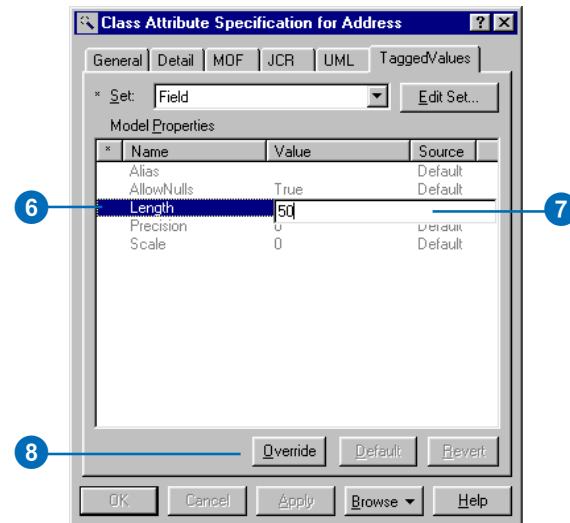 Class Attribute Specification for Address
General Detail MOF JCR UML TaggedValues
* Set: Field Edit Set...
Model Properties
* Name Value Source
Alias Default
AllowNulls True Default
6 Length 50 7
Precision 0 Default
Scale 0 Default
8 Override Default Revert
OK Cancel Apply Browse Help